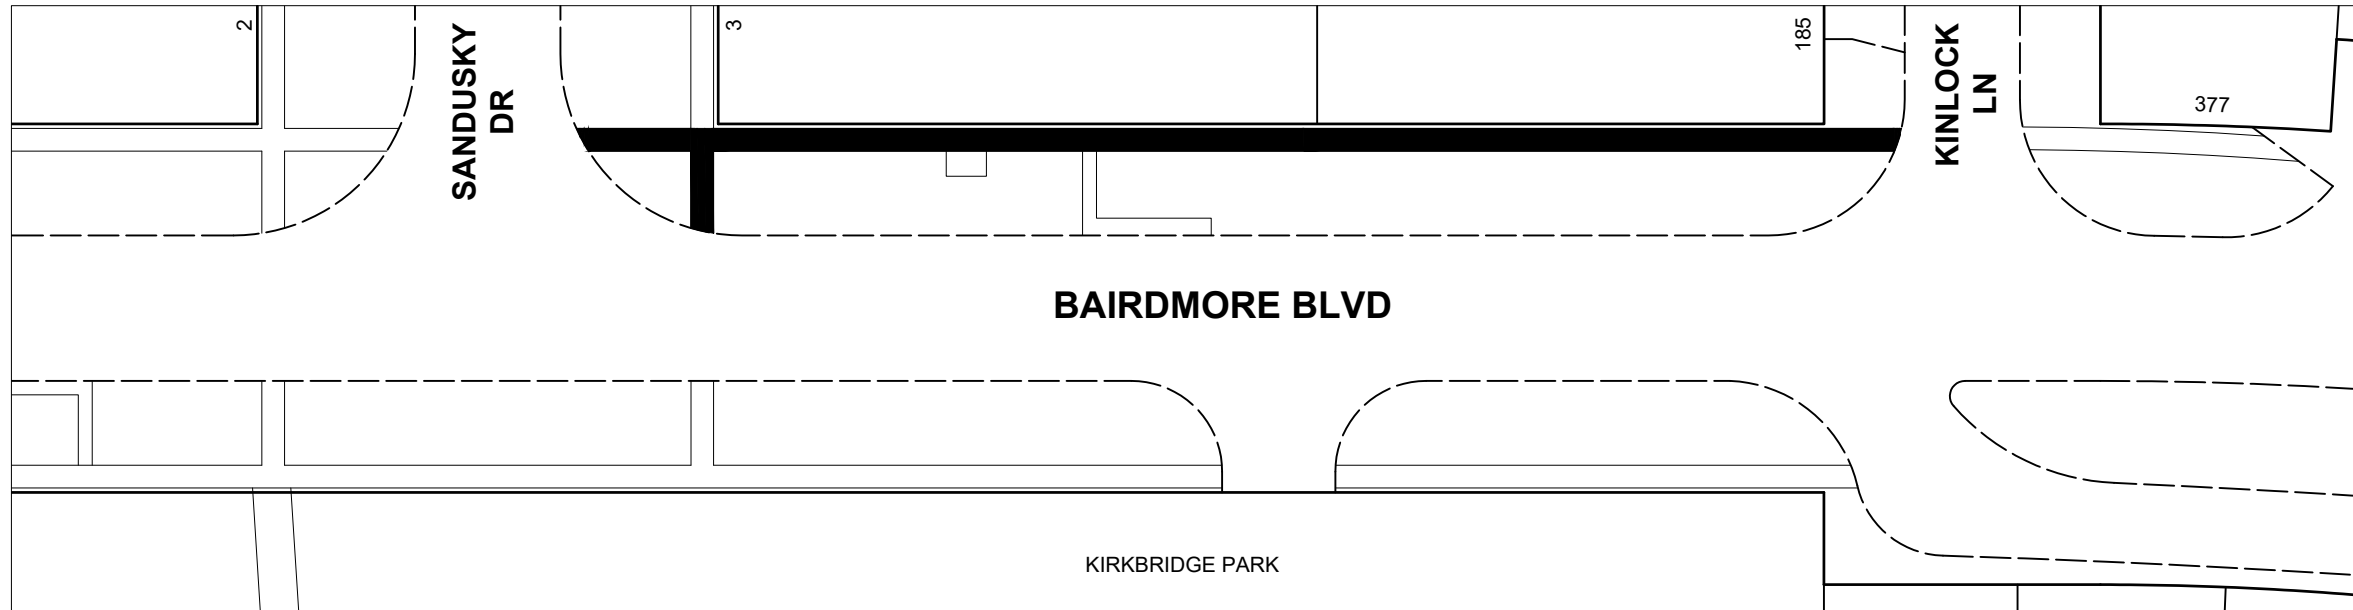 2
SANDUSKY
DR
3
185
KINLOCK
LN
377
BAIRDMORE BLVD
KIRKBRIDGE PARK